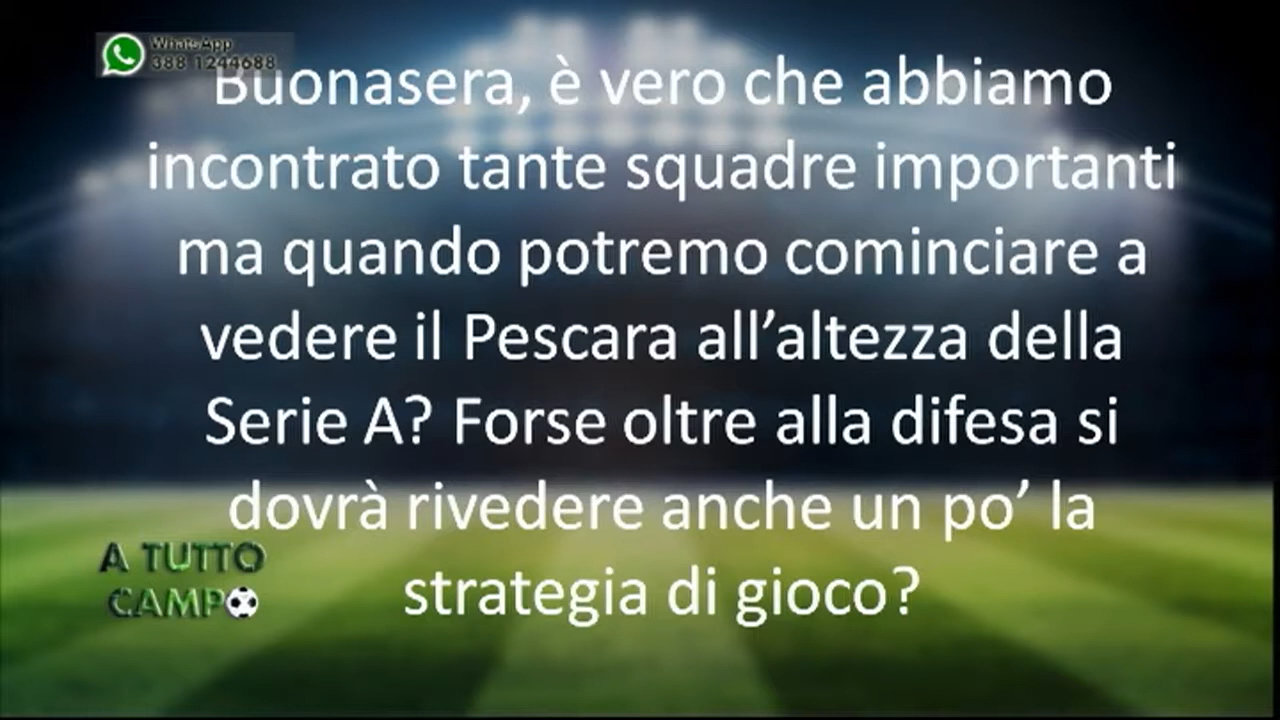 WhatsApp
388 1244688
Buonasera, è vero che abbiamo
incontrato tante squadre importanti
ma quando potremo cominciare a
vedere il Pescara all’altezza della
Serie A? Forse oltre alla difesa si
dovrà rivedere anche un po’ la
strategia di gioco?
A TUTTO
CAMPO